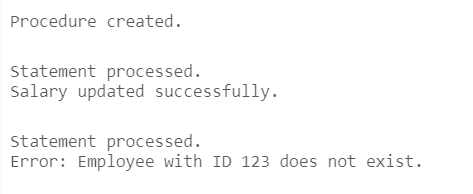 Procedure created.
Statement processed.
Salary updated successfully.
Statement processed.
Error: Employee with ID 123 does not exist.